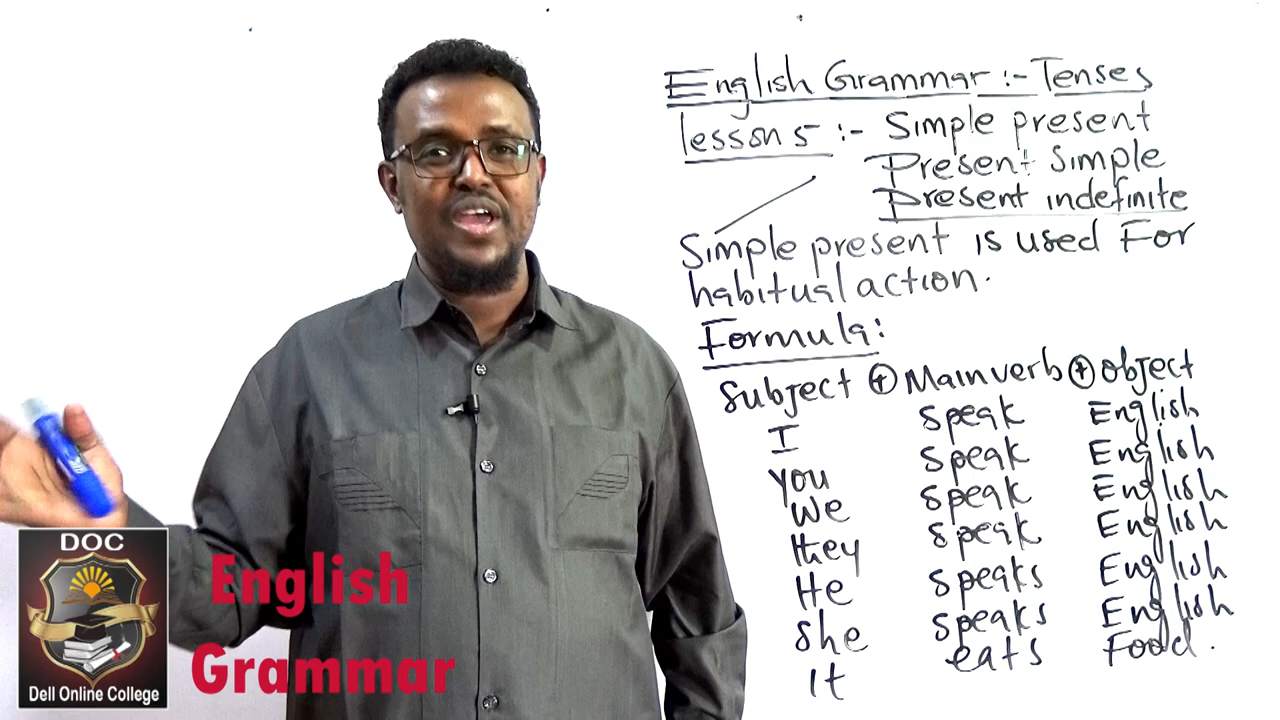 English Grammar :- Tenses
lesson 5 :- Simple present
Present Simple
Present indefinite
Simple present is used For
habitual action.
Formula:
Subject + Main verb + object
I speak English
you speak English
We speak English
they speak English
He speaks English
she speaks English
It eats Food.
DOC
Dell Online College
English
Grammar